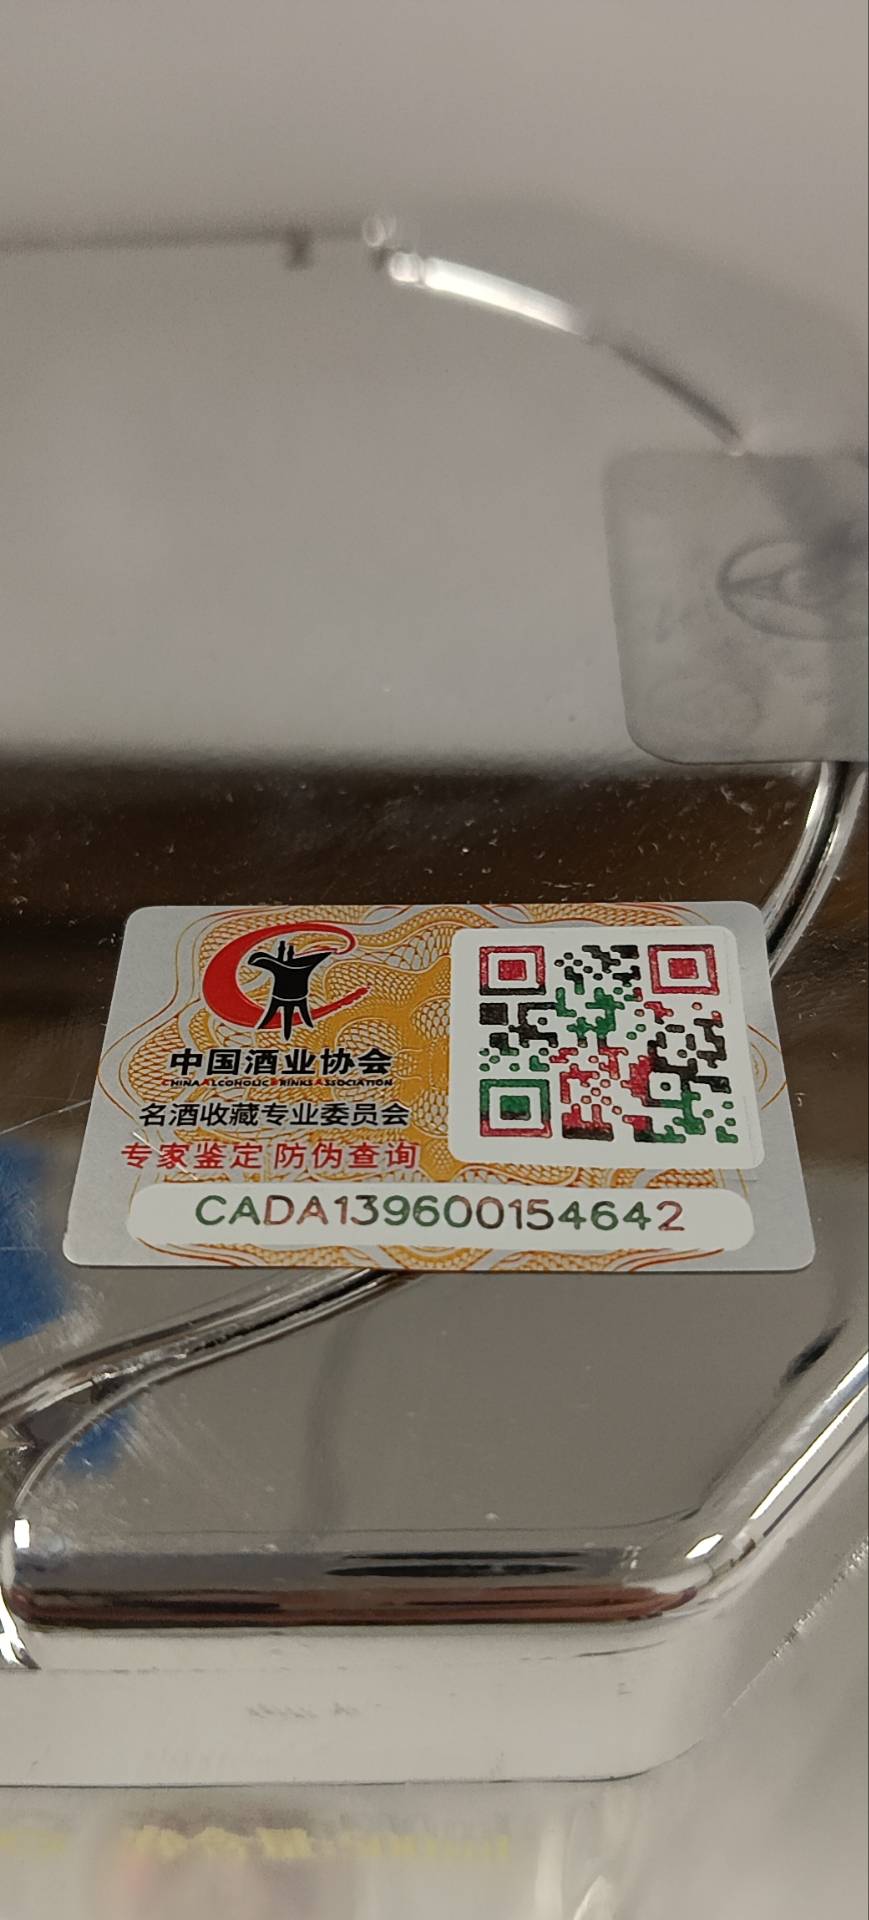 中国酒业协会
CHINA ALCOHOLIC DRINKS ASSOCIATION
名酒收藏专业委员会
专家鉴定 防伪查询
CADA139600154642